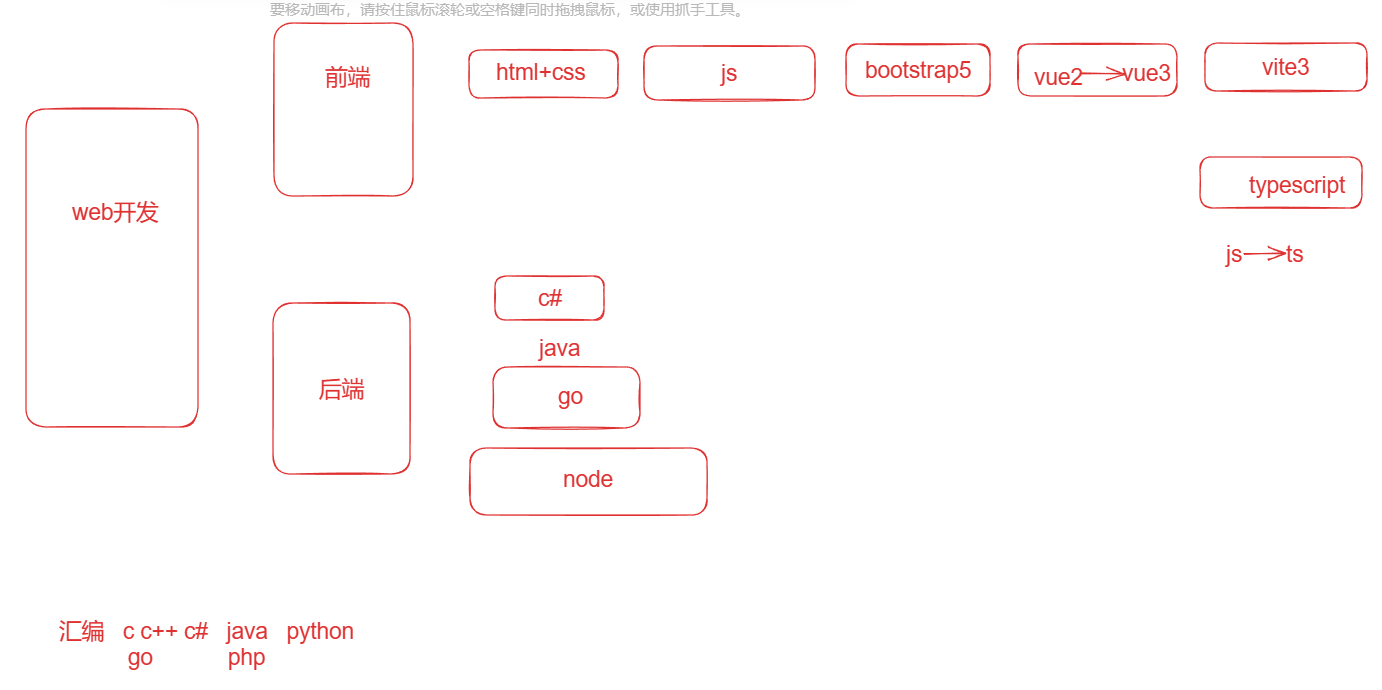 要移动画布，请按住鼠标滚轮或空格键同时拖拽鼠标，或使用抓手工具。
前端
html+css
js
bootstrap5
vue2 vue3
vite3
web开发
typescript
js ts
后端
c#
java
go
node
汇编 c c++ c# java python
go php